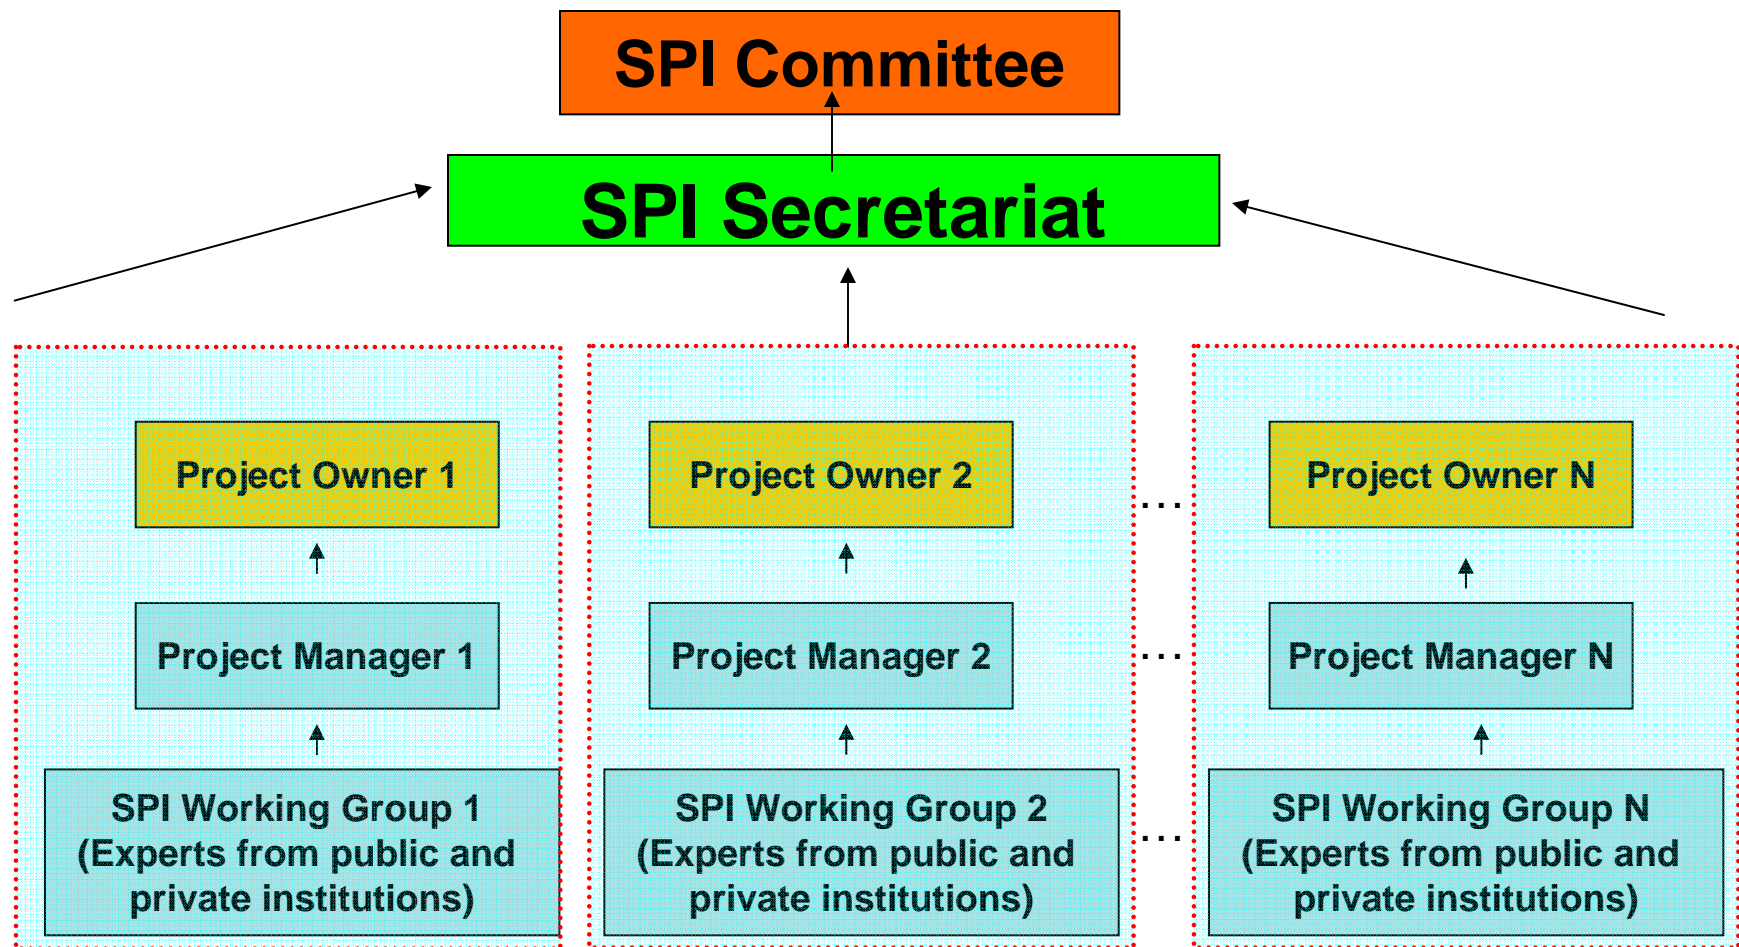 SPI Committee
SPI Secretariat
Project Owner 1
Project Owner 2
...
Project Owner N
Project Manager 1
Project Manager 2
...
Project Manager N
SPI Working Group 1
(Experts from public and
private institutions)
SPI Working Group 2
(Experts from public and
private institutions)
...
SPI Working Group N
(Experts from public and
private institutions)